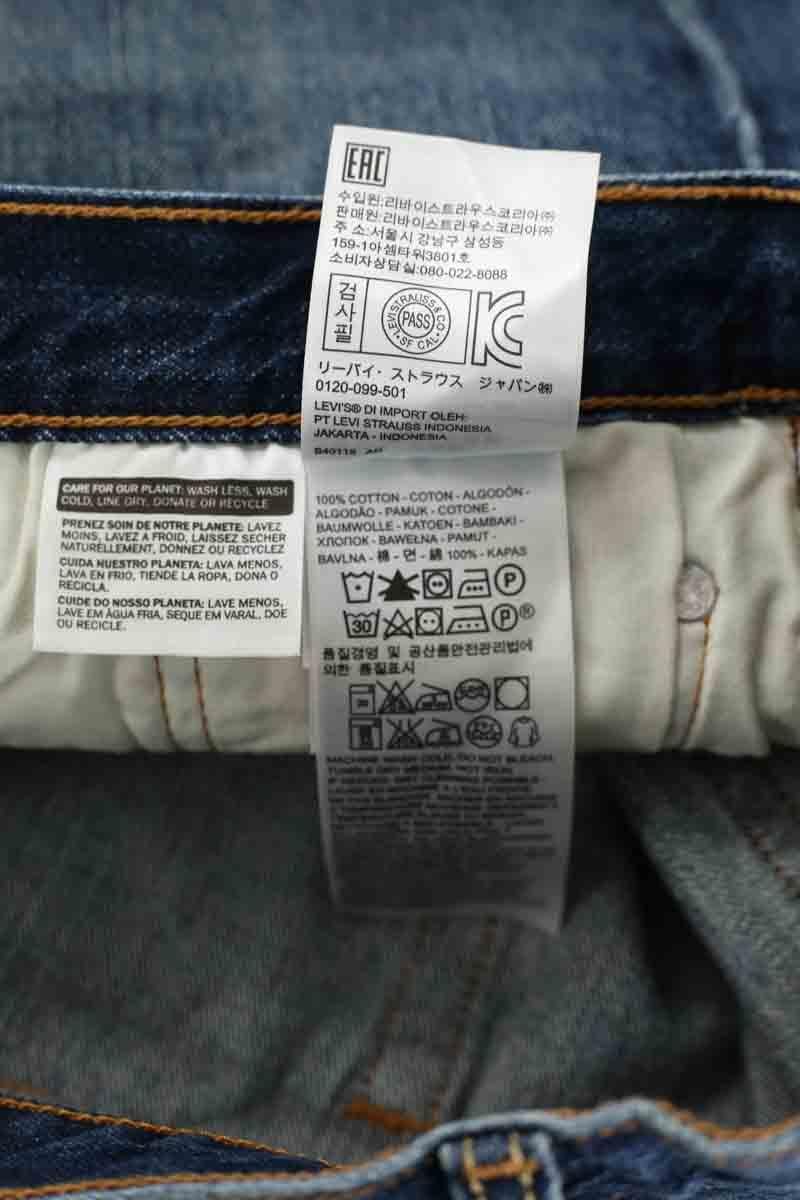 EAC
수입원:리바이스트라우스코리아㈜
판매원:리바이스트라우스코리아㈜
주 소:서울시 강남구 삼성동
159-1아셈타워3801호
소비자상담실:080-022-8088
검사필
LEVI STRAUSS & CO
PASS
SF CAL
リーバイ・ストラウス ジャパン㈱
0120-099-501
LEVI'S® DI IMPORT OLEH:
PT LEVI STRAUSS INDONESIA
JAKARTA - INDONESIA
CARE FOR OUR PLANET: WASH LESS, WASH
COLD, LINE DRY, DONATE OR RECYCLE
PRENEZ SOIN DE NOTRE PLANETE: LAVEZ
MOINS, LAVEZ A FROID, LAISSEZ SECHER
NATURELLEMENT, DONNEZ OU RECYCLEZ
CUIDA NUESTRO PLANETA: LAVA MENOS,
LAVA EN FRIO, TIENDE LA ROPA, DONA O
RECICLA.
CUIDE DO NOSSO PLANETA: LAVE MENOS,
LAVE EM ÁGUA FRIA, SEQUE EM VARAL, DOE
OU RECICLE.
100% COTTON - COTON - ALGODÓN -
ALGODÃO - PAMUK - COTONE -
BAUMWOLLE - KATOEN - BAMBAKI -
ХЛОПОК - BAWEŁNA - PAMUT -
BAVLNA - 棉 - 면 - 綿 100% - KAPAS
P
30 P®
품질경영 및 공산품안전관리법에
의한 품질표시
MACHINE WASH COLD/DO NOT BLEACH